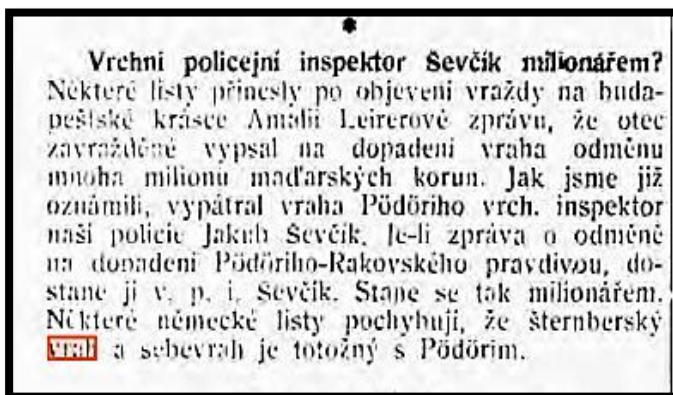 *
Vrchní policejní inspektor Ševčík milionářem?
Některé listy přinesly po objevení vraždy na buda-
pešťské krásce Amálii Leirerové zprávu, že otec
zavražděné vypsal na dopadení vraha odměnu
mnoha milionů maďarských korun. Jak jsme již
oznámili, vypátral vraha Pödöriho vrch. inspektor
naší policie Jakub Ševčík. Je-li zpráva o odměně
na dopadení Pödöriho-Rakovského pravdivou, do-
stane ji v. p. i. Ševčík. Stane se tak milionářem.
Některé německé listy pochybují, že šternberský
vrah a sebevrah je totožný s Pödörim.